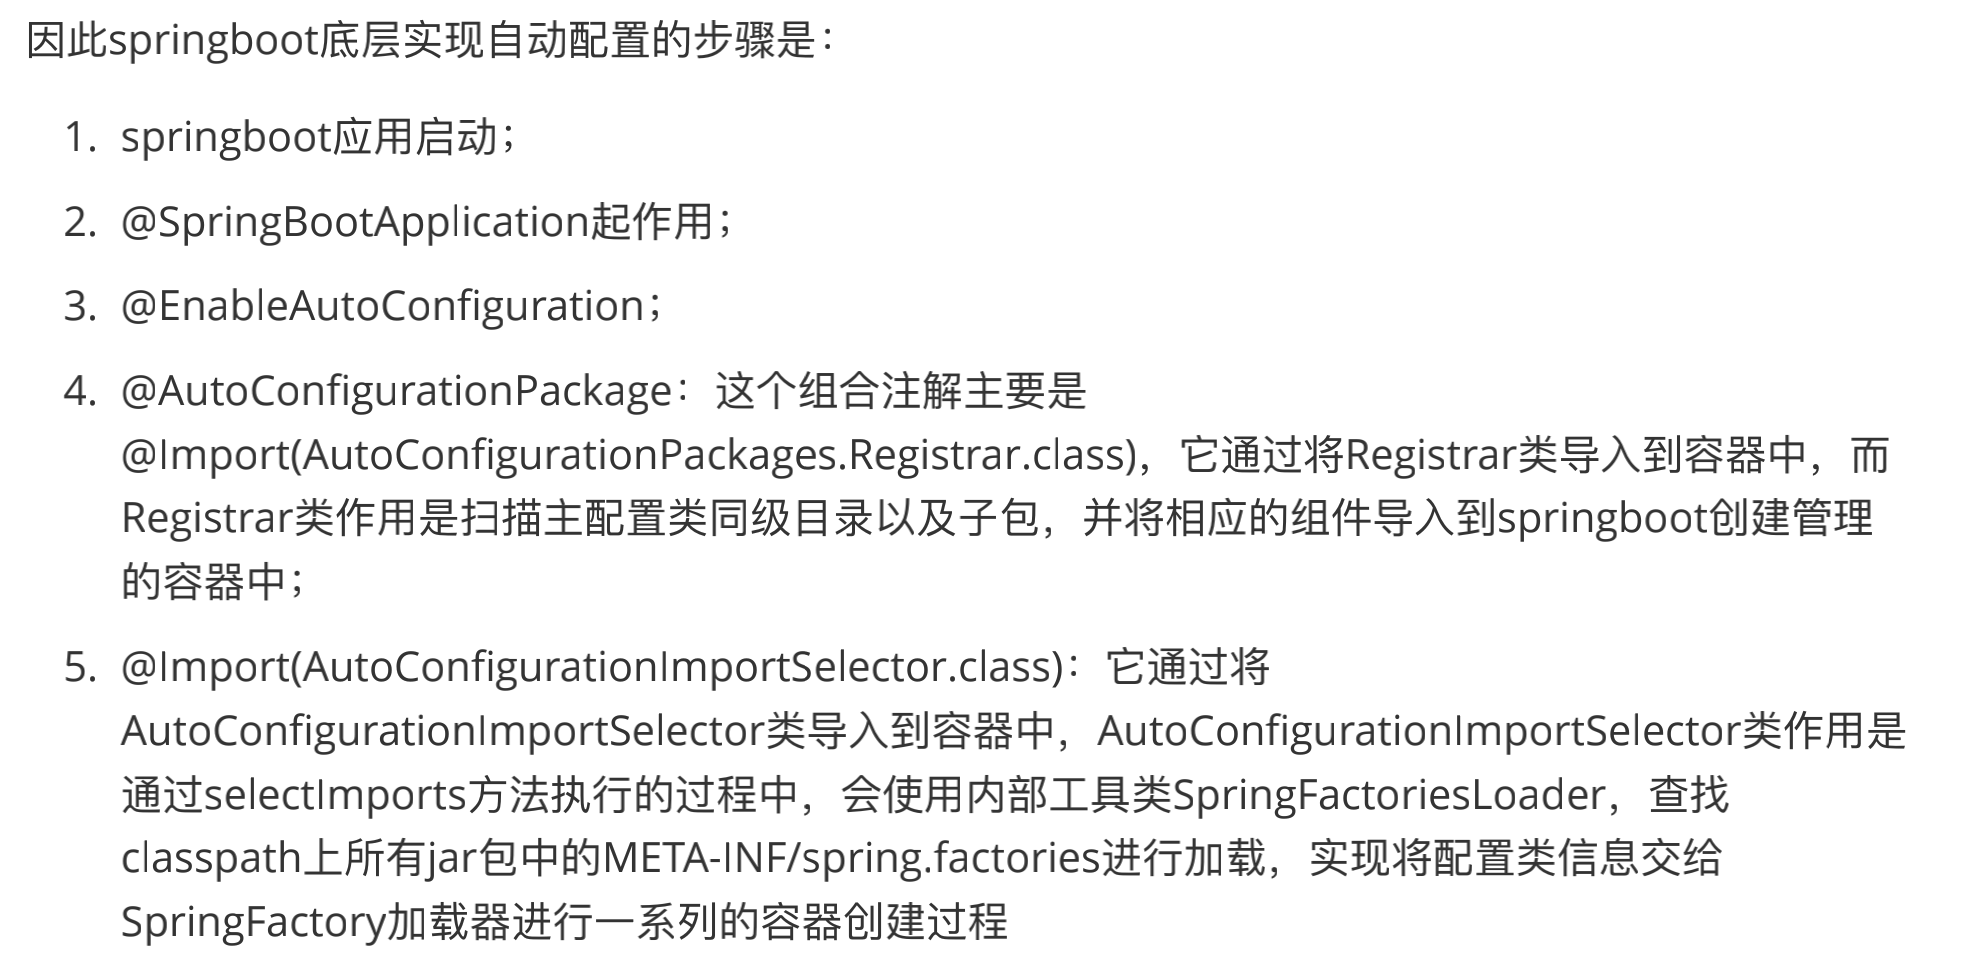 因此springboot底层实现自动配置的步骤是：
1. springboot应用启动；
2. @SpringBootApplication起作用；
3. @EnableAutoConfiguration；
4. @AutoConfigurationPackage：这个组合注解主要是
@Import(AutoConfigurationPackages.Registrar.class)，它通过将Registrar类导入到容器中，而
Registrar类作用是扫描主配置类同级目录以及子包，并将相应的组件导入到springboot创建管理
的容器中；
5. @Import(AutoConfigurationImportSelector.class)：它通过将
AutoConfigurationImportSelector类导入到容器中，AutoConfigurationImportSelector类作用是
通过selectImports方法执行的过程中，会使用内部工具类SpringFactoriesLoader，查找
classpath上所有jar包中的META-INF/spring.factories进行加载，实现将配置类信息交给
SpringFactory加载器进行一系列的容器创建过程